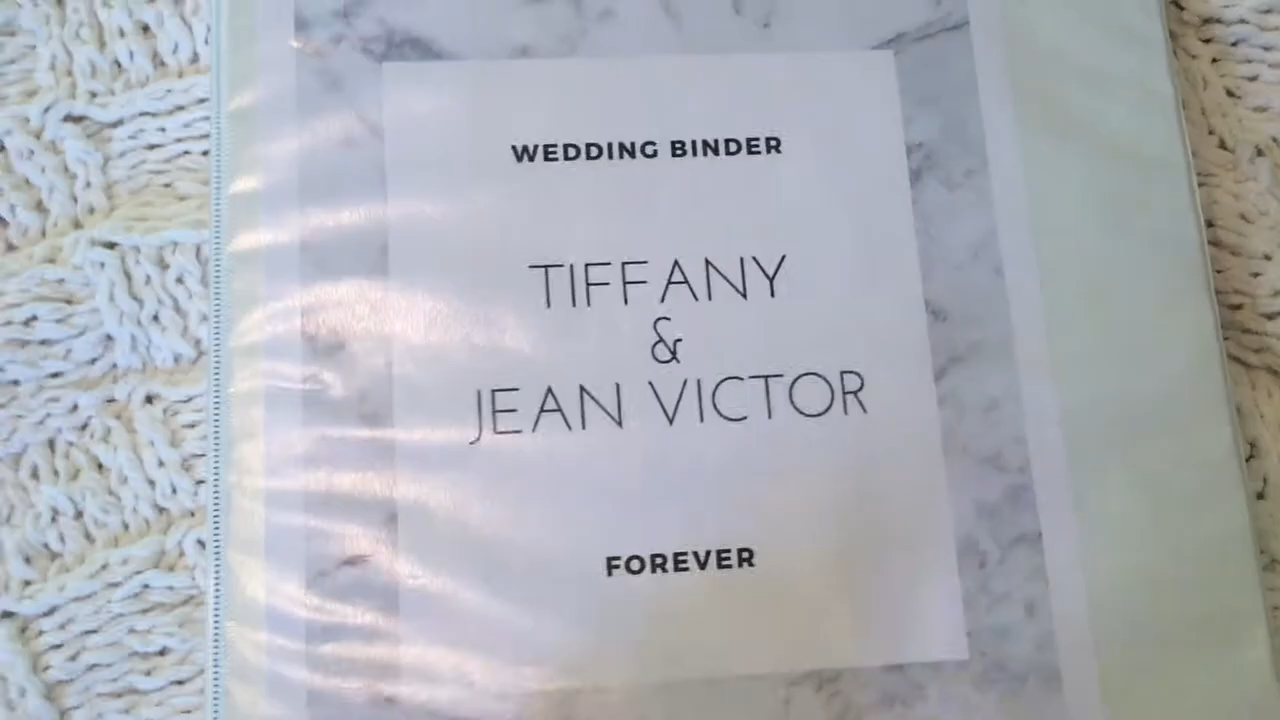 WEDDING BINDER
TIFFANY
&
JEAN VICTOR
FOREVER